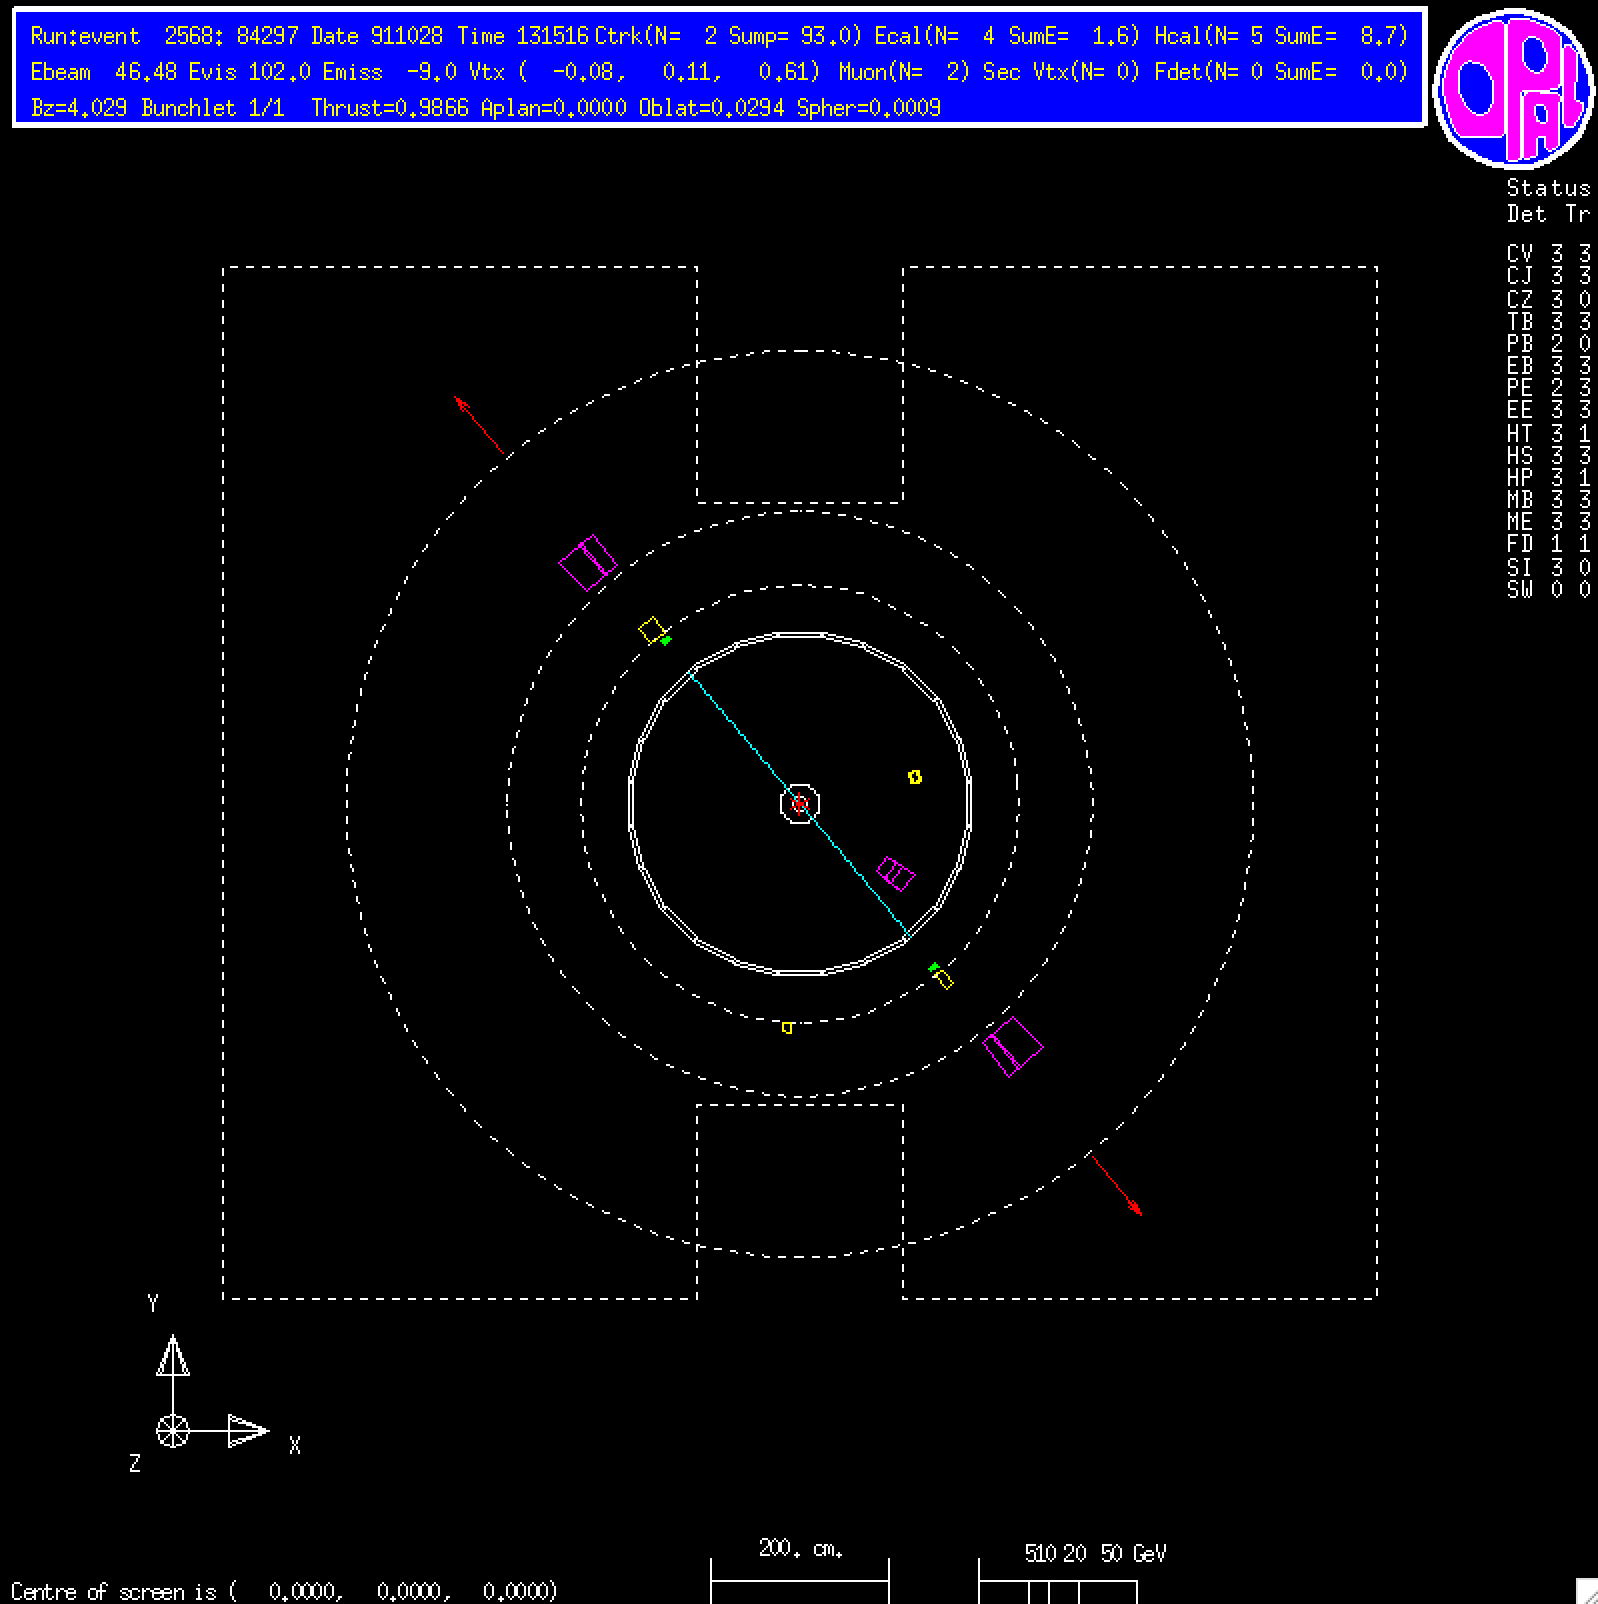 Run:event 2568: 84297 Date 911028 Time 131516 Ctrk(N= 2 Sump= 93.0) Ecal(N= 4 SumE= 1.6) Hcal(N= 5 SumE= 8.7)
Ebeam 46.48 Evis 102.0 Emiss -9.0 Vtx ( -0.08, 0.11, 0.61) Muon(N= 2) Sec Vtx(N= 0) Fdet(N= 0 SumE= 0.0)
Bz=4.029 Bunchlet 1/1 Thrust=0.9866 Aplan=0.0000 Oblat=0.0294 Spher=0.0009
OPAL
Status
Det Tr
CV 3 3
CJ 3 3
CZ 3 0
TB 3 3
PB 2 0
EB 3 3
PE 2 3
EE 3 3
HT 3 1
HS 3 3
HP 3 1
MB 3 3
ME 3 3
FD 1 1
SI 3 0
SW 0 0
Y
X
Z
200. cm.
5 10 20 50 GeV
Centre of screen is ( 0.0000, 0.0000, 0.0000)